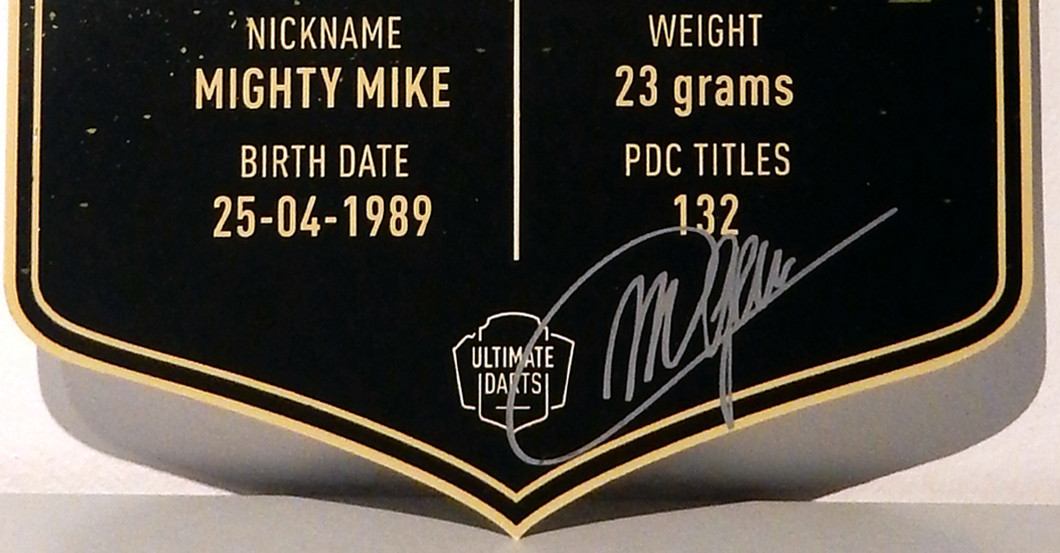 NICKNAME
MIGHTY MIKE
BIRTH DATE
25-04-1989
WEIGHT
23 grams
PDC TITLES
132
ULTIMATE
DARTS